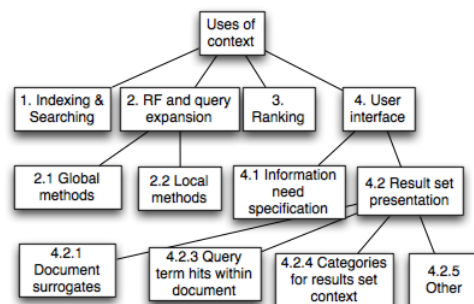 Uses of
context
1. Indexing &
Searching
2. RF and query
expansion
3.
Ranking
4. User
interface
2.1 Global
methods
2.2 Local
methods
4.1 Information
need
specification
4.2 Result set
presentation
4.2.1
Document
surrogates
4.2.3 Query
term hits within
document
4.2.4 Categories
for results set
context
4.2.5
Other